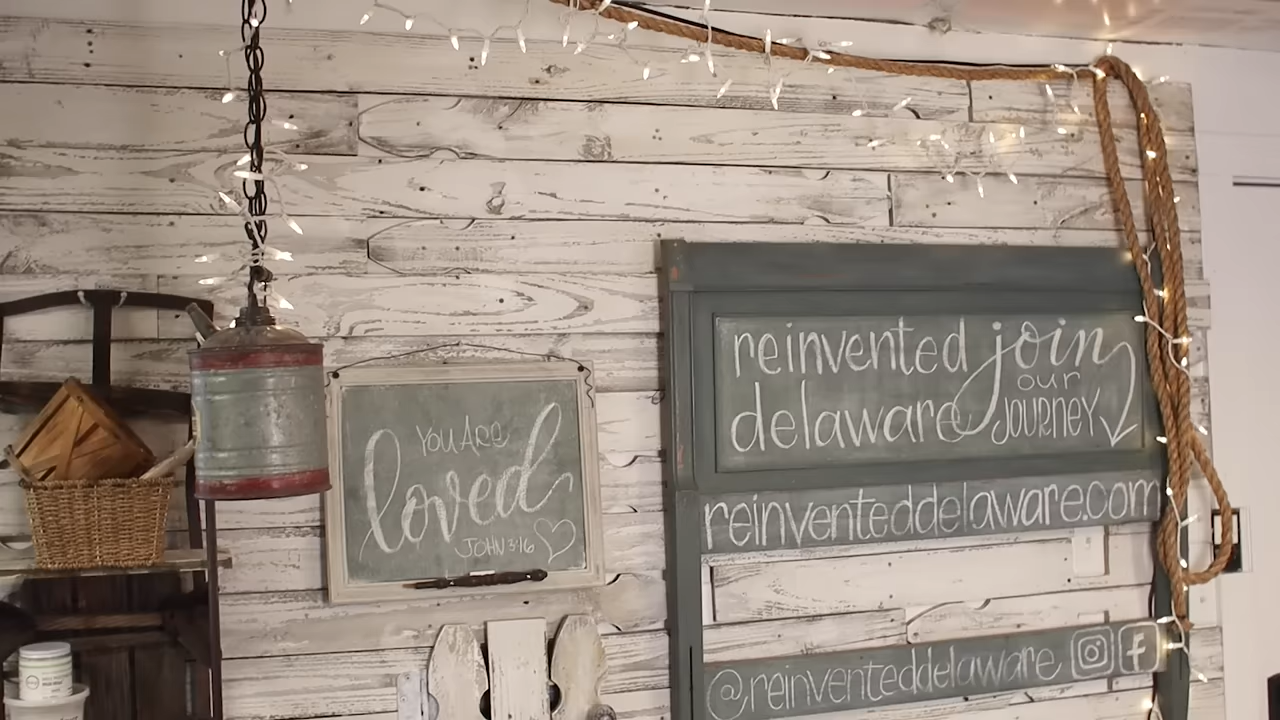 YOU ARE
loved
JOHN 3:16
reinvented join
our
delaware JOURNEY
reinventeddelaware.com
@reinventeddelaware